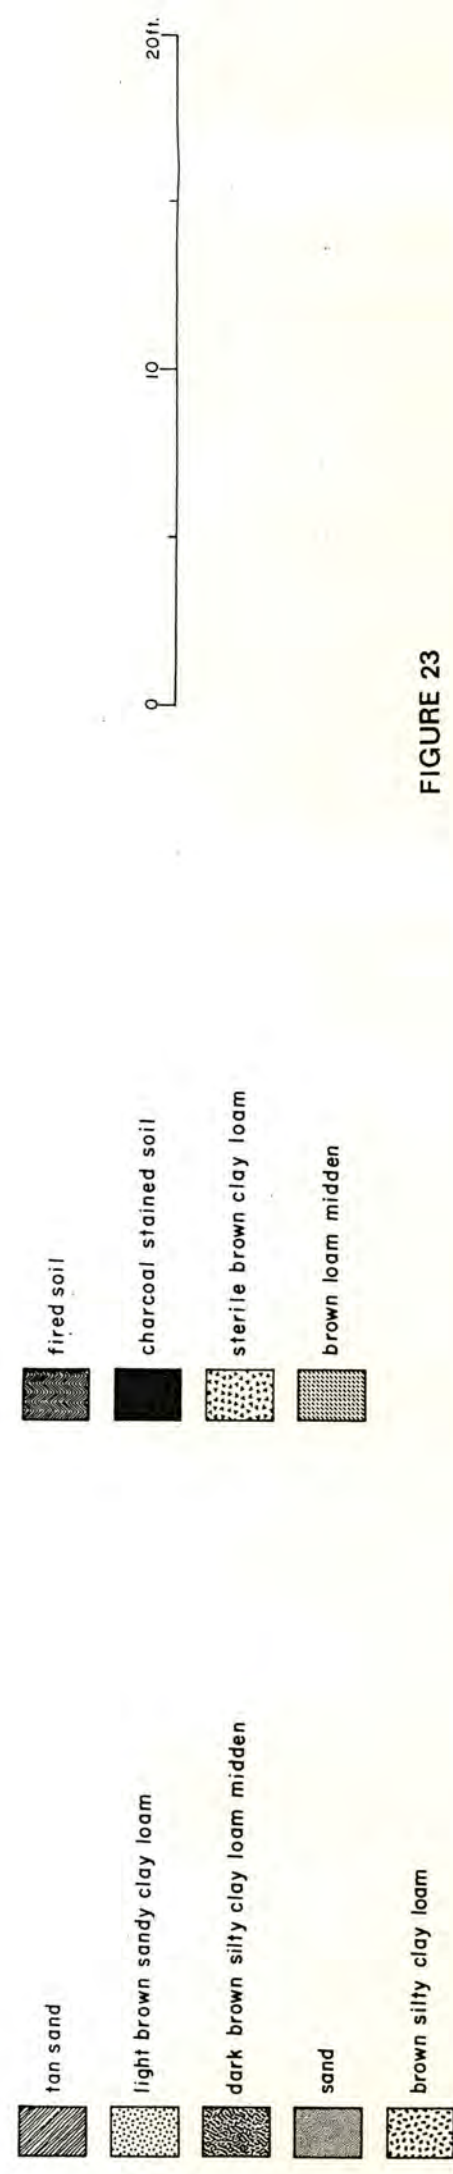 tan sand
light brown sandy clay loam
dark brown silty clay loam midden
sand
brown silty clay loam
fired soil
charcoal stained soil
sterile brown clay loam
brown loam midden
0 10 20ft.
FIGURE 23